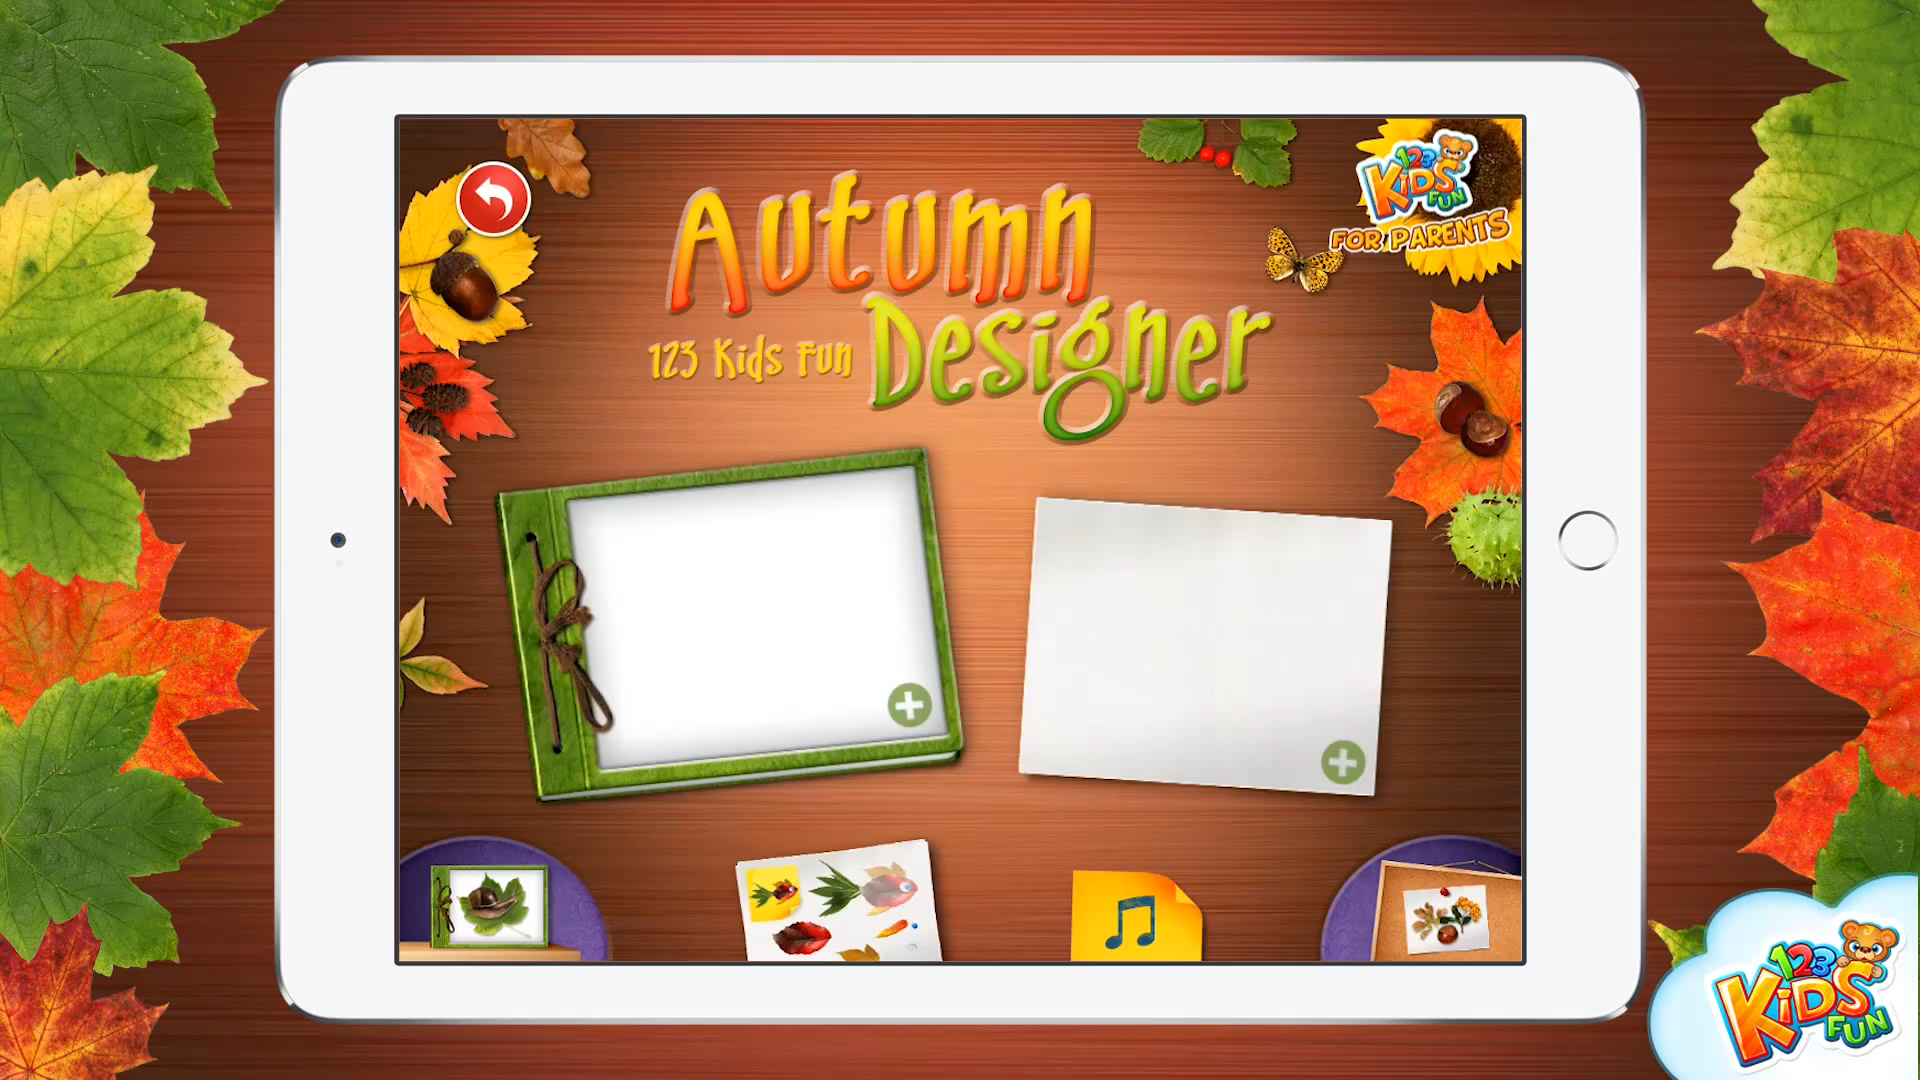 Autumn
123 Kids Fun Designer
123
KiDS
FUN
FOR PARENTS
123
KiDS
FUN